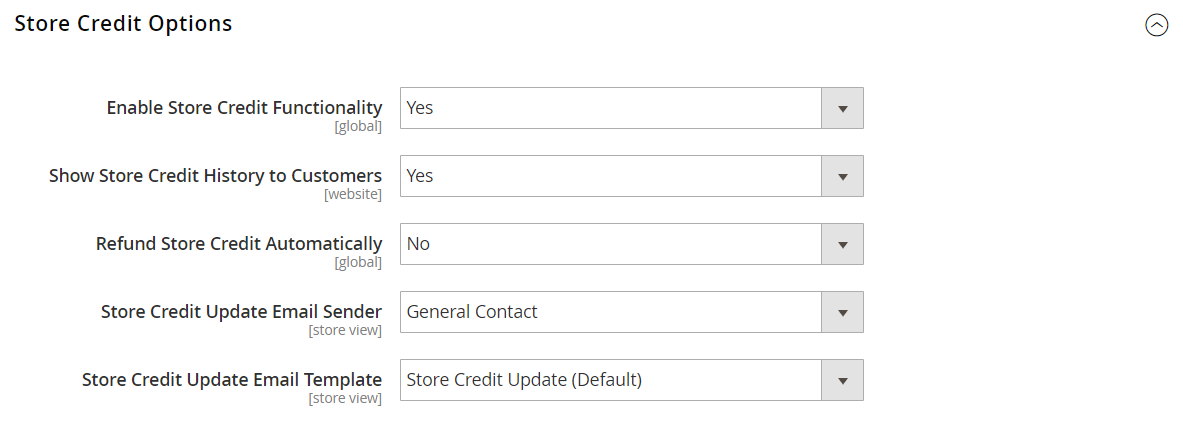 Store Credit Options
Enable Store Credit Functionality Yes
[global]
Show Store Credit History to Customers Yes
[website]
Refund Store Credit Automatically No
[global]
Store Credit Update Email Sender General Contact
[store view]
Store Credit Update Email Template Store Credit Update (Default)
[store view]